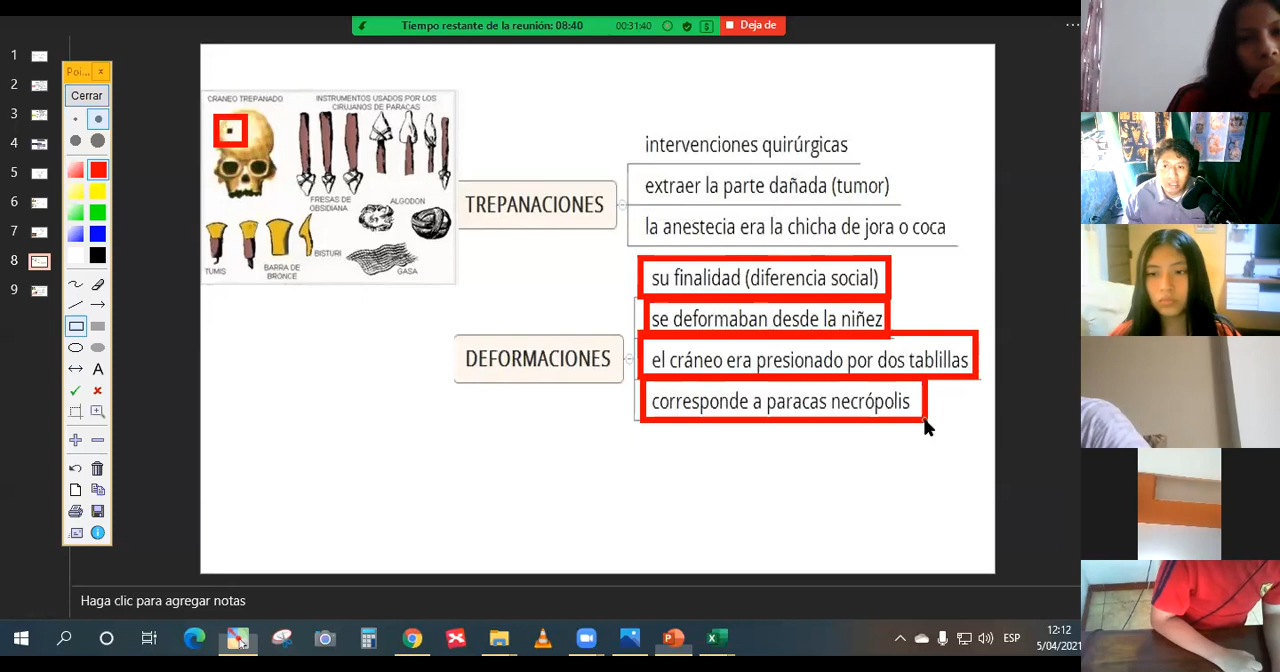 Tiempo restante de la reunión: 08:40
00:31:40
Deja de
1
2
3
4
5
6
7
8
9
Poi...
Cerrar
A
CRANEO TREPANADO
INSTRUMENTOS USADOS POR LOS
CIRUJANOS DE PARACAS
FRESAS DE
OBSIDIANA
ALGODON
BISTURI
TUMIS
BARRA DE
BRONCE
GASA
TREPANACIONES
intervenciones quirúrgicas
extraer la parte dañada (tumor)
la anestecia era la chicha de jora o coca
DEFORMACIONES
su finalidad (diferencia social)
se deformaban desde la niñez
el cráneo era presionado por dos tablillas
corresponde a paracas necrópolis
Haga clic para agregar notas
ESP
12:12
5/04/2021